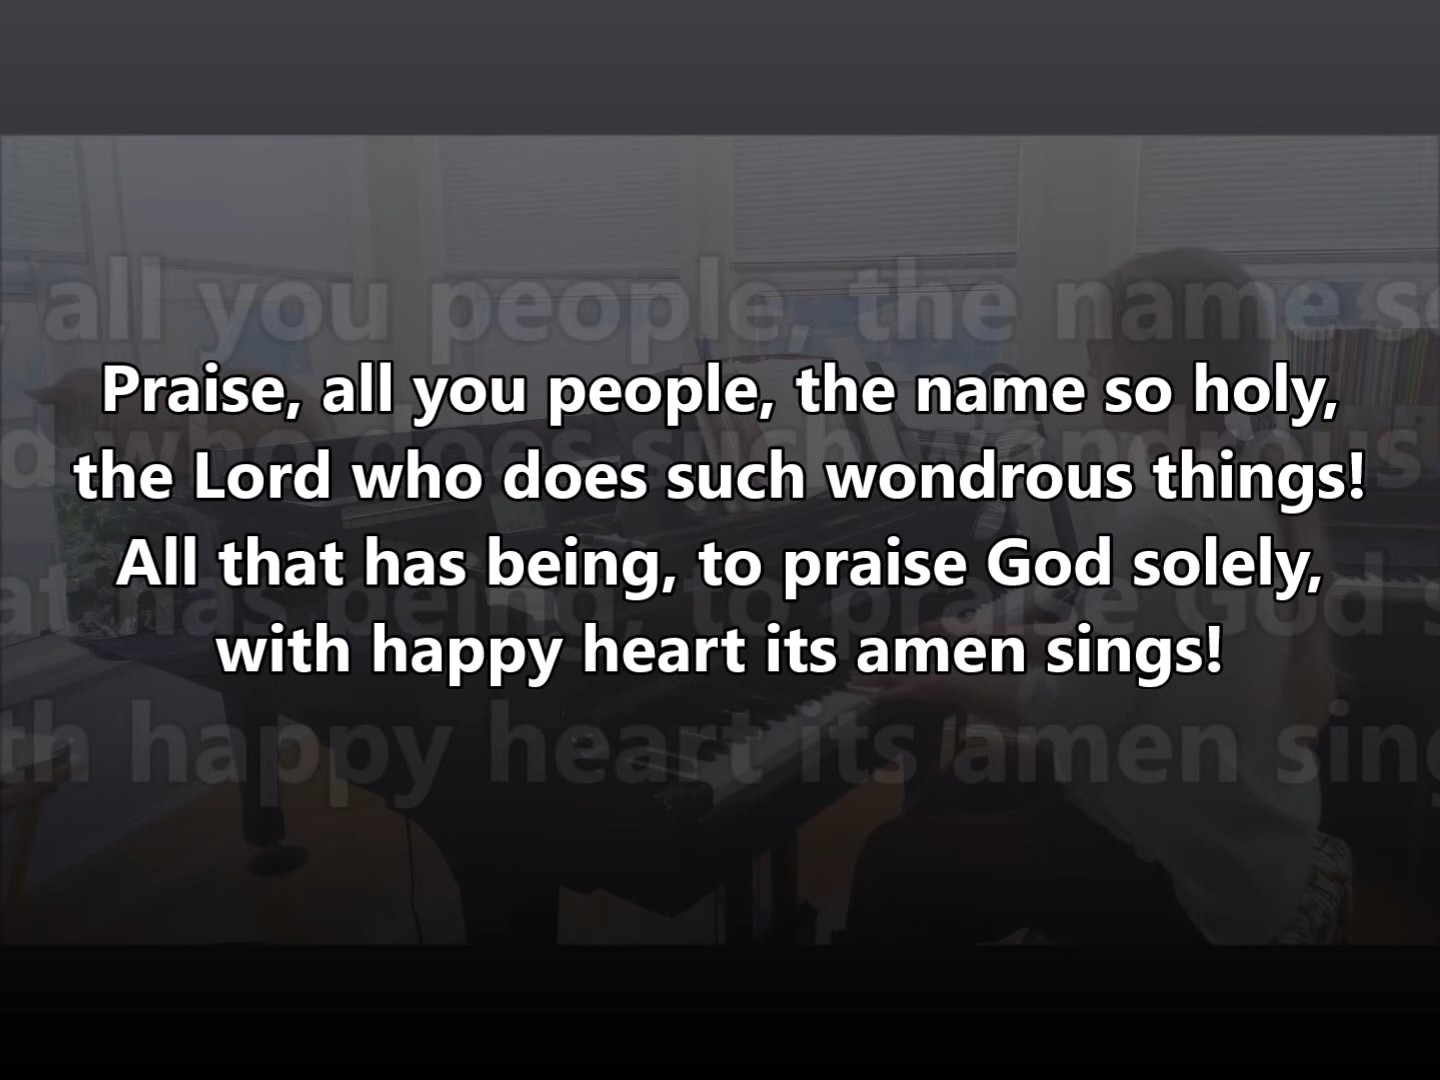 Praise, all you people, the name so holy,
the Lord who does such wondrous things!
All that has being, to praise God solely,
with happy heart its amen sings!